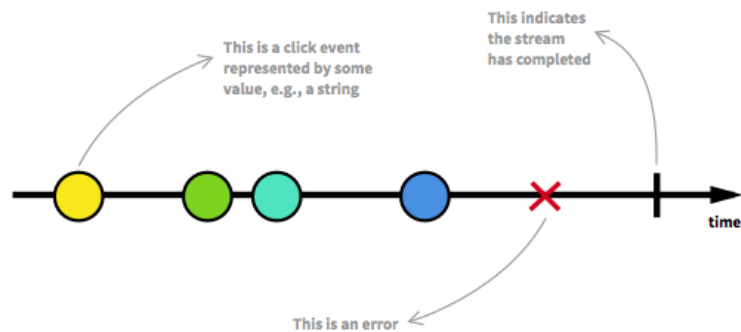 This is a click event
represented by some
value, e.g., a string
This indicates
the stream
has completed
time
This is an error